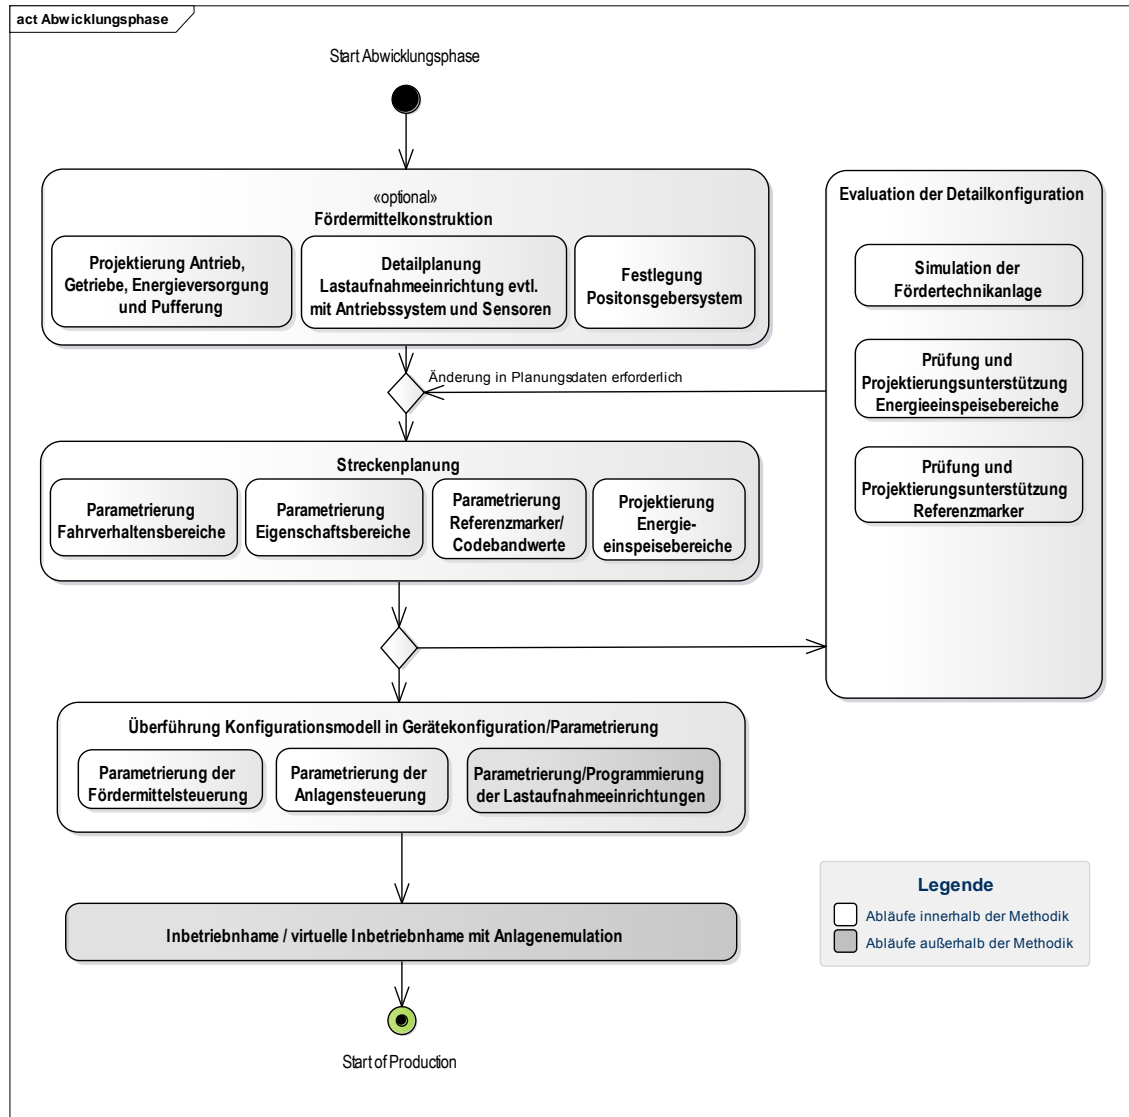 act Abwicklungsphase
Start Abwicklungsphase
«optional»
Fördermittelkonstruktion
Projektierung Antrieb,
Getriebe, Energieversorgung
und Pufferung
Detailplanung
Lastaufnahmeeinrichtung evtl.
mit Antriebssystem und Sensoren
Festlegung
Positonsgebersystem
Evaluation der Detailkonfiguration
Simulation der
Fördertechnikanlage
Prüfung und
Projektierungsunterstützung
Energieeinspeisebereiche
Prüfung und
Projektierungsunterstützung
Referenzmarker
Änderung in Planungsdaten erforderlich
Streckenplanung
Parametrierung
Fahrverhaltensbereiche
Parametrierung
Eigenschaftsbereiche
Parametrierung
Referenzmarker/
Codebandwerte
Projektierung
Energie-
einspeisebereiche
Überführung Konfigurationsmodell in Gerätekonfiguration/Parametrierung
Parametrierung der
Fördermittelsteuerung
Parametrierung der
Anlagensteuerung
Parametrierung/Programmierung
der Lastaufnahmeeinrichtungen
Inbetriebnhame / virtuelle Inbetriebnhame mit Anlagenemulation
Start of Production
Legende
Abläufe innerhalb der Methodik
Abläufe außerhalb der Methodik